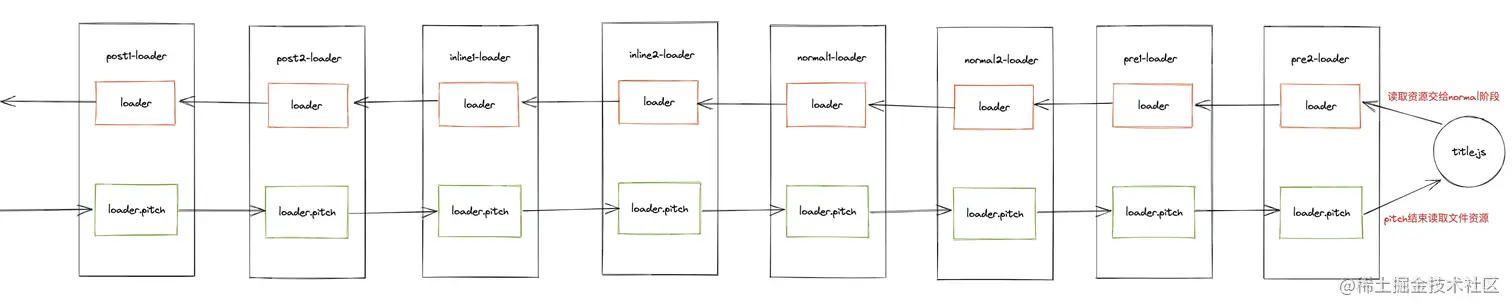 post1-loader
post2-loader
inline1-loader
inline2-loader
normal1-loader
normal2-loader
pre1-loader
pre2-loader
loader
loader
loader
loader
loader
loader
loader
loader
读取资源交给normal阶段
title.js
loader.pitch
loader.pitch
loader.pitch
loader.pitch
loader.pitch
loader.pitch
loader.pitch
loader.pitch
pitch结束读取文件资源
@稀土掘金技术社区